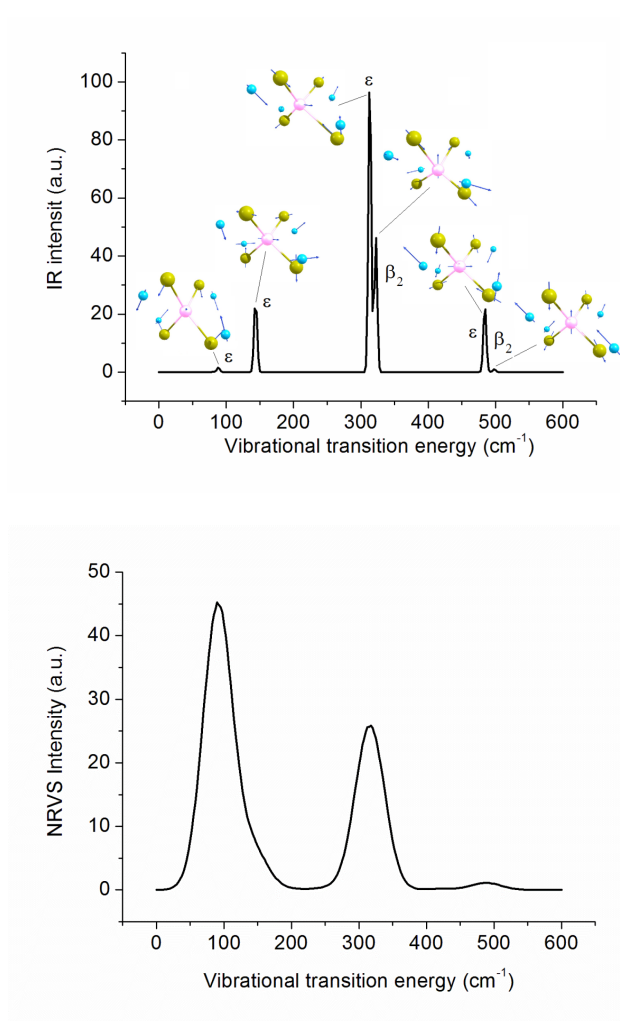 100
80
60
40
20
0
IR intensit (a.u.)
ε
ε
β2
ε
ε
β2
0 100 200 300 400 500 600
Vibrational transition energy (cm-1)
50
40
30
20
10
0
NRVS Intensity (a.u.)
0 100 200 300 400 500 600
Vibrational transition energy (cm-1)